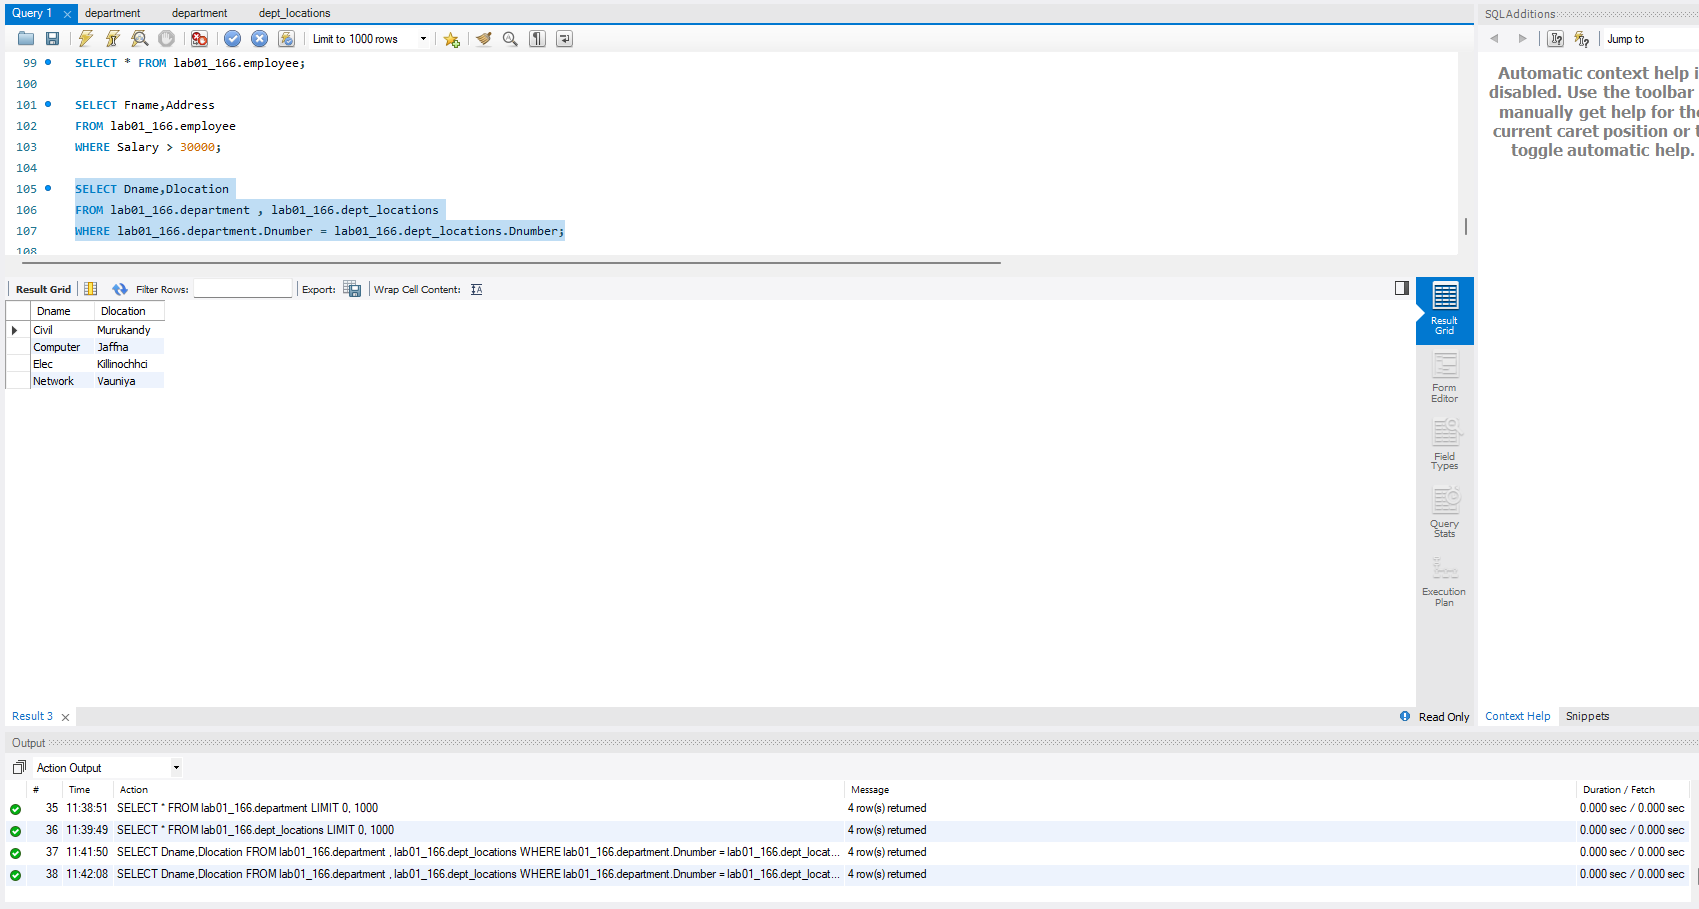 Query 1 department department dept_locations
Limit to 1000 rows
99 SELECT * FROM lab01_166.employee;
100
101 SELECT Fname,Address
102 FROM lab01_166.employee
103 WHERE Salary > 30000;
104
105 SELECT Dname,Dlocation
106 FROM lab01_166.department , lab01_166.dept_locations
107 WHERE lab01_166.department.Dnumber = lab01_166.dept_locations.Dnumber;
108
SQLAdditions
Jump to
Automatic context help i
disabled. Use the toolbar
manually get help for the
current caret position or t
toggle automatic help.
Result Grid Filter Rows: Export: Wrap Cell Content:
Dname Dlocation
Civil Murukandy
Computer Jaffna
Elec Killinochhci
Network Vauniya
Result
Grid
Form
Editor
Field
Types
Query
Stats
Execution
Plan
Result 3 Read Only
Context Help Snippets
Output
Action Output
# Time Action Message Duration / Fetch
35 11:38:51 SELECT * FROM lab01_166.department LIMIT 0, 1000 4 row(s) returned 0.000 sec / 0.000 sec
36 11:39:49 SELECT * FROM lab01_166.dept_locations LIMIT 0, 1000 4 row(s) returned 0.000 sec / 0.000 sec
37 11:41:50 SELECT Dname,Dlocation FROM lab01_166.department , lab01_166.dept_locations WHERE lab01_166.department.Dnumber = lab01_166.dept_locat... 4 row(s) returned 0.000 sec / 0.000 sec
38 11:42:08 SELECT Dname,Dlocation FROM lab01_166.department , lab01_166.dept_locations WHERE lab01_166.department.Dnumber = lab01_166.dept_locat... 4 row(s) returned 0.000 sec / 0.000 sec